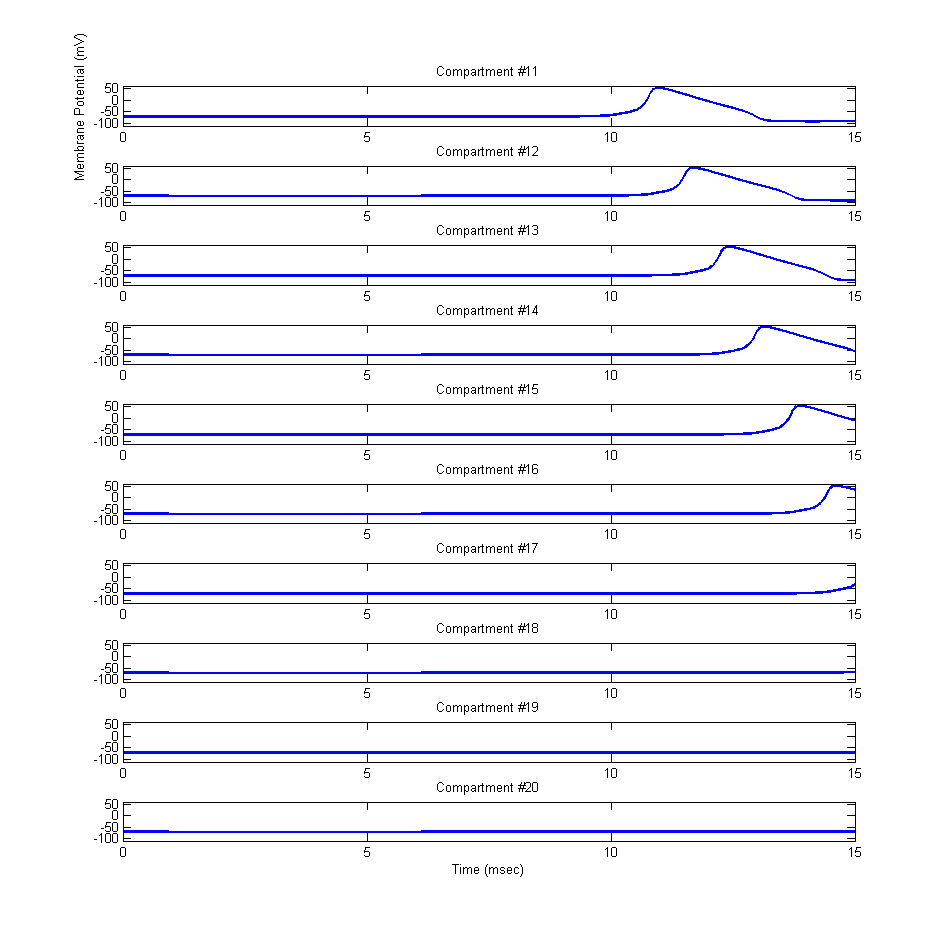 Membrane Potential (mV)
Compartment #11
50
0
-50
-100
0 5 10 15
Compartment #12
50
0
-50
-100
0 5 10 15
Compartment #13
50
0
-50
-100
0 5 10 15
Compartment #14
50
0
-50
-100
0 5 10 15
Compartment #15
50
0
-50
-100
0 5 10 15
Compartment #16
50
0
-50
-100
0 5 10 15
Compartment #17
50
0
-50
-100
0 5 10 15
Compartment #18
50
0
-50
-100
0 5 10 15
Compartment #19
50
0
-50
-100
0 5 10 15
Compartment #20
50
0
-50
-100
0 5 10 15
Time (msec)